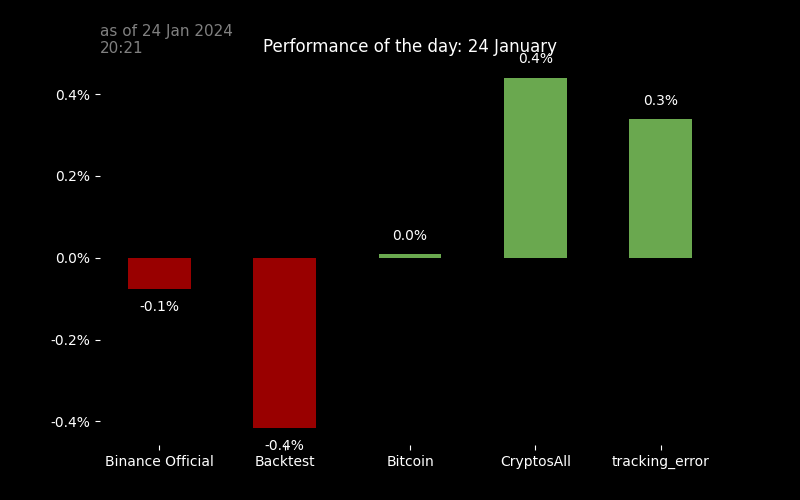 as of 24 Jan 2024
20:21
Performance of the day: 24 January
0.4%
0.3%
0.4%
0.2%
0.0%
0.0%
-0.1%
-0.2%
-0.4%
-0.4%
Binance Official
Backtest
Bitcoin
CryptosAll
tracking_error